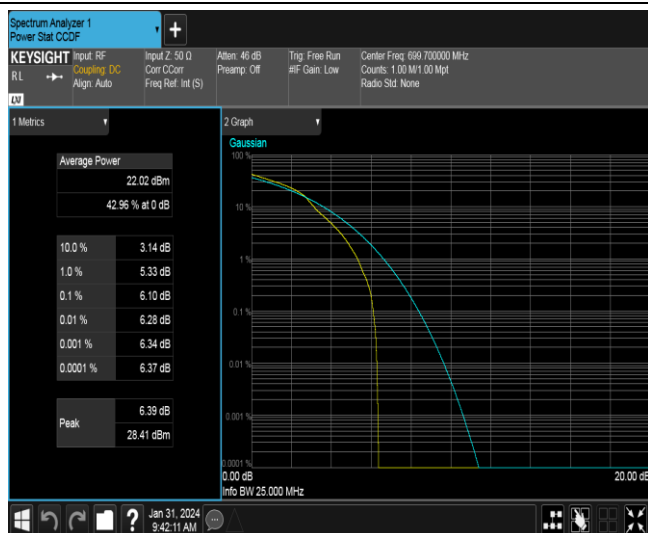 Spectrum Analyzer 1
Power Stat CCDF
+
KEYSIGHT
RL
LXI
Input: RF
Coupling: DC
Align: Auto
Input Z: 50 Ω
Corr CCorr
Freq Ref: Int (S)
Atten: 46 dB
Preamp: Off
Trig: Free Run
#IF Gain: Low
Center Freq: 699.700000 MHz
Counts: 1.00 M/1.00 Mpt
Radio Std: None
1 Metrics
Average Power
22.02 dBm
42.96 % at 0 dB
10.0 % 3.14 dB
1.0 % 5.33 dB
0.1 % 6.10 dB
0.01 % 6.28 dB
0.001 % 6.34 dB
0.0001 % 6.37 dB
Peak
6.39 dB
28.41 dBm
2 Graph
Gaussian
100 %
10 %
1 %
0.1 %
0.01 %
0.001 %
0.0001 %
0.00 dB 20.00 dB
Info BW 25.000 MHz
?
Jan 31, 2024
9:42:11 AM